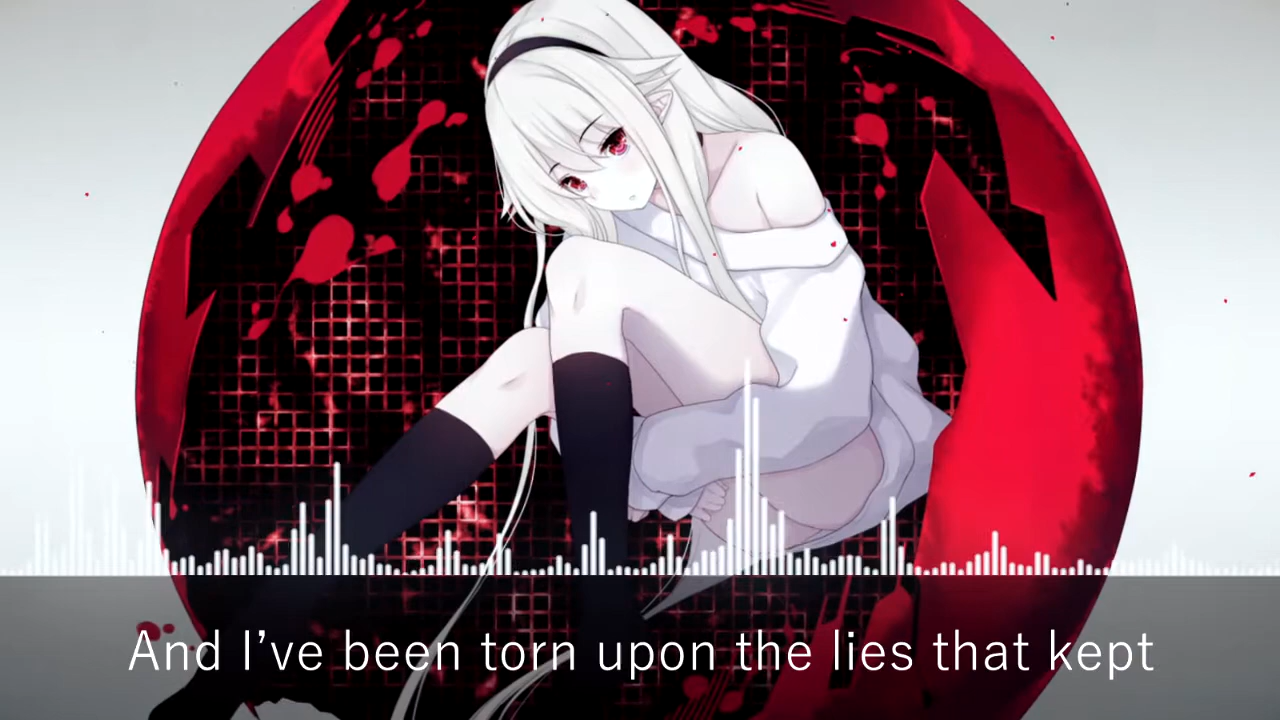 And I’ve been torn upon the lies that kept